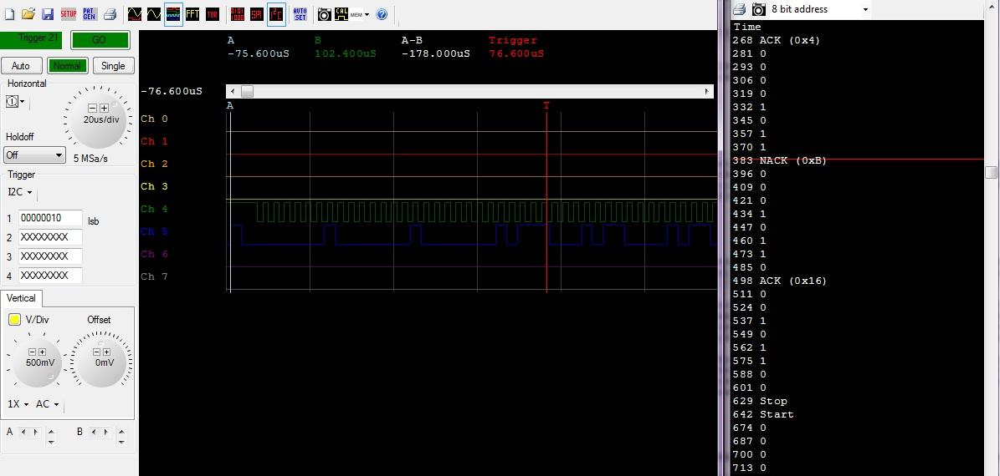 SETUP PAT GEN FFT TDR 0101 1000 SPI I²C AUTO SET CAL MEM
8 bit address
Trigger 21 GO
Auto Normal Single
Horizontal
1
20us/div
Holdoff
Off
5 MSa/s
Trigger
I2C
1 00000010 lsb
2 XXXXXXXX
3 XXXXXXXX
4 XXXXXXXX
Vertical
V/Div Offset
500mV 0mV
1X AC
A B
A B A-B Trigger
-75.600uS 102.400uS -178.000uS 76.600uS
-76.600uS
A T
Ch 0
Ch 1
Ch 2
Ch 3
Ch 4
Ch 5
Ch 6
Ch 7
Time
268 ACK (0x4)
281 0
293 0
306 0
319 0
332 1
345 0
357 1
370 1
383 NACK (0xB)
396 0
409 0
421 0
434 1
447 0
460 1
473 1
485 0
498 ACK (0x16)
511 0
524 0
537 1
549 0
562 1
575 1
588 0
601 0
629 Stop
642 Start
674 0
687 0
700 0
713 0